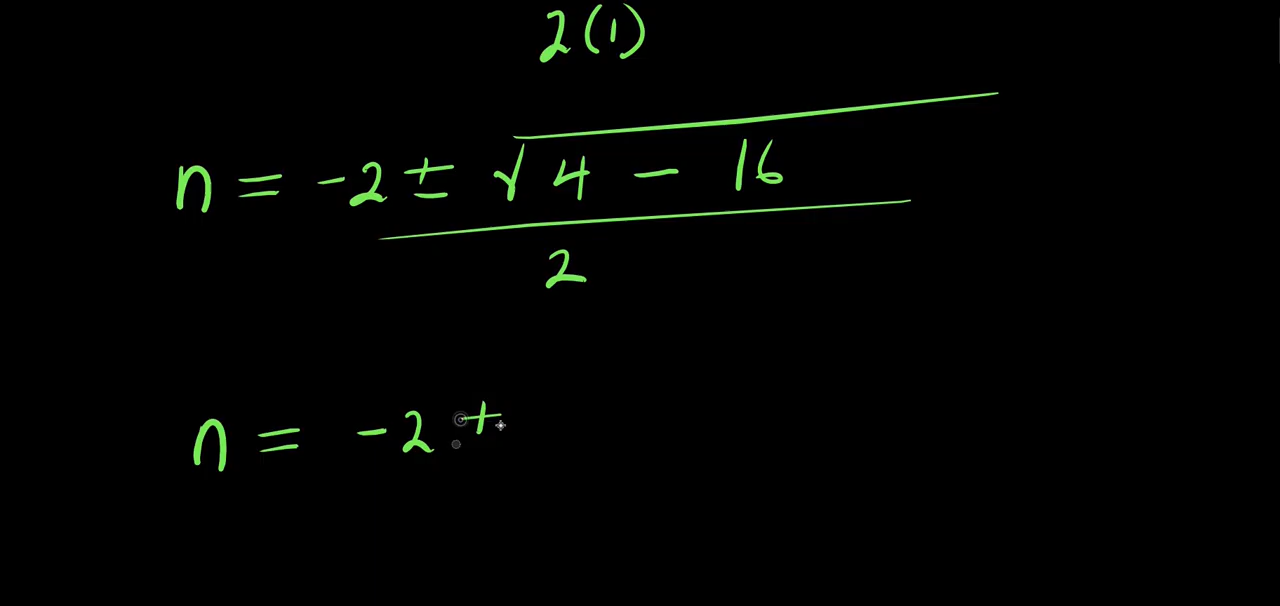 2(1)
n = -2 ± √4 - 16
2
n = -2 +